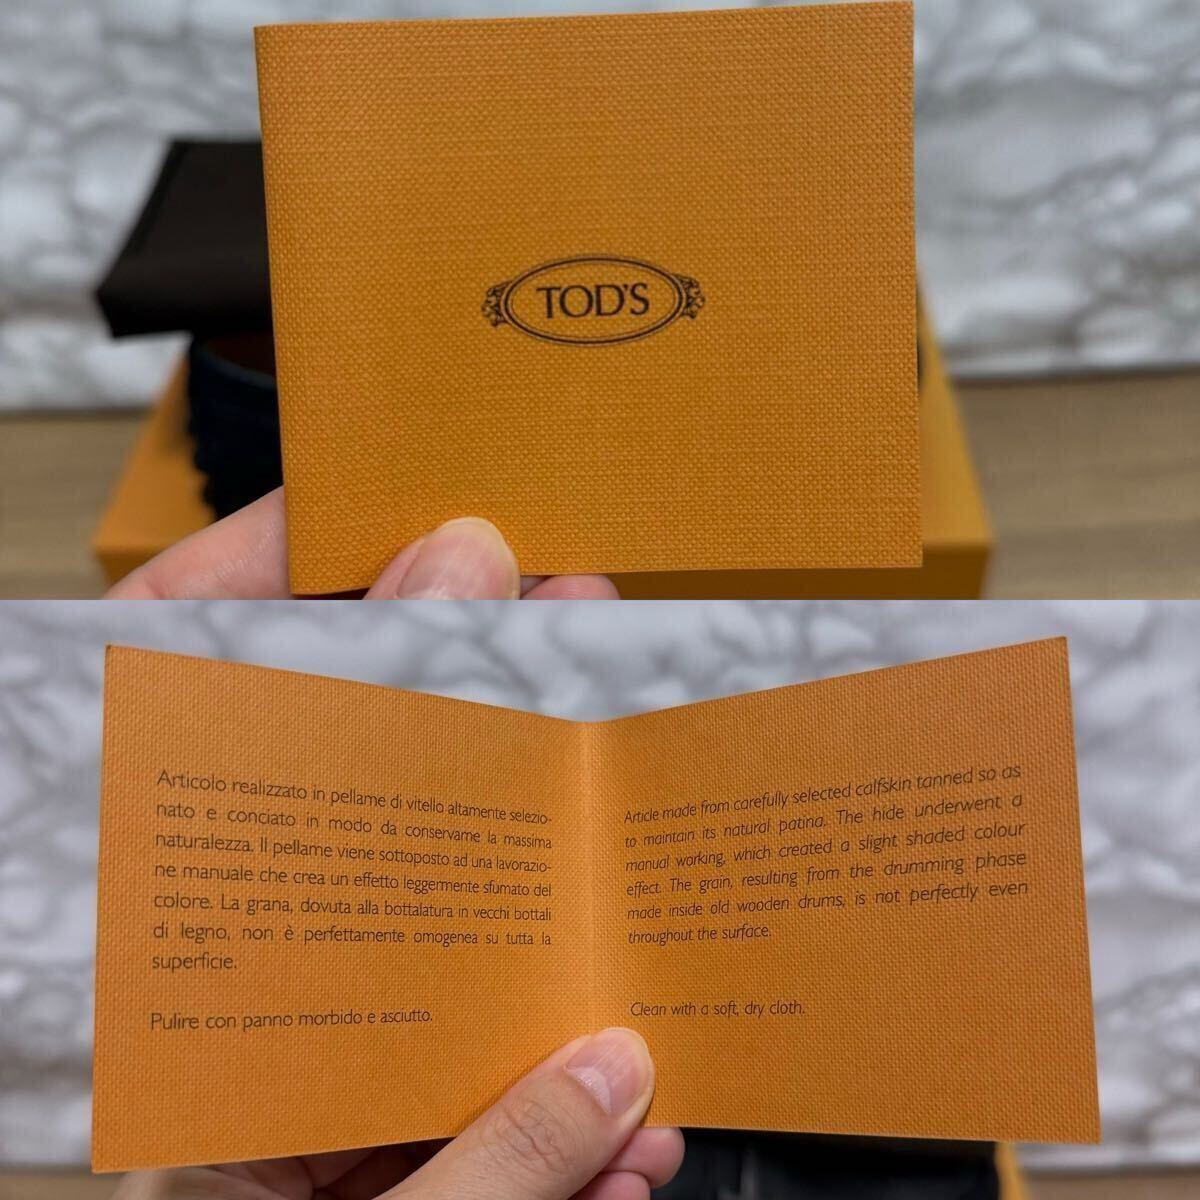 TOD'S
Articolo realizzato in pellame di vitello altamente selezio-
nato e conciato in modo da conservarne la massima
naturalezza. Il pellame viene sottoposto ad una lavorazio-
ne manuale che crea un effetto leggermente sfumato del
colore. La grana, dovuta alla bottalatura in vecchi bottali
di legno, non è perfettamente omogenea su tutta la
superficie.
Pulire con panno morbido e asciutto.
Article made from carefully selected calfskin tanned so as
to maintain its natural patina. The hide underwent a
manual working, which created a slight shaded colour
effect. The grain, resulting from the drumming phase
made inside old wooden drums, is not perfectly even
throughout the surface.
Clean with a soft, dry cloth.